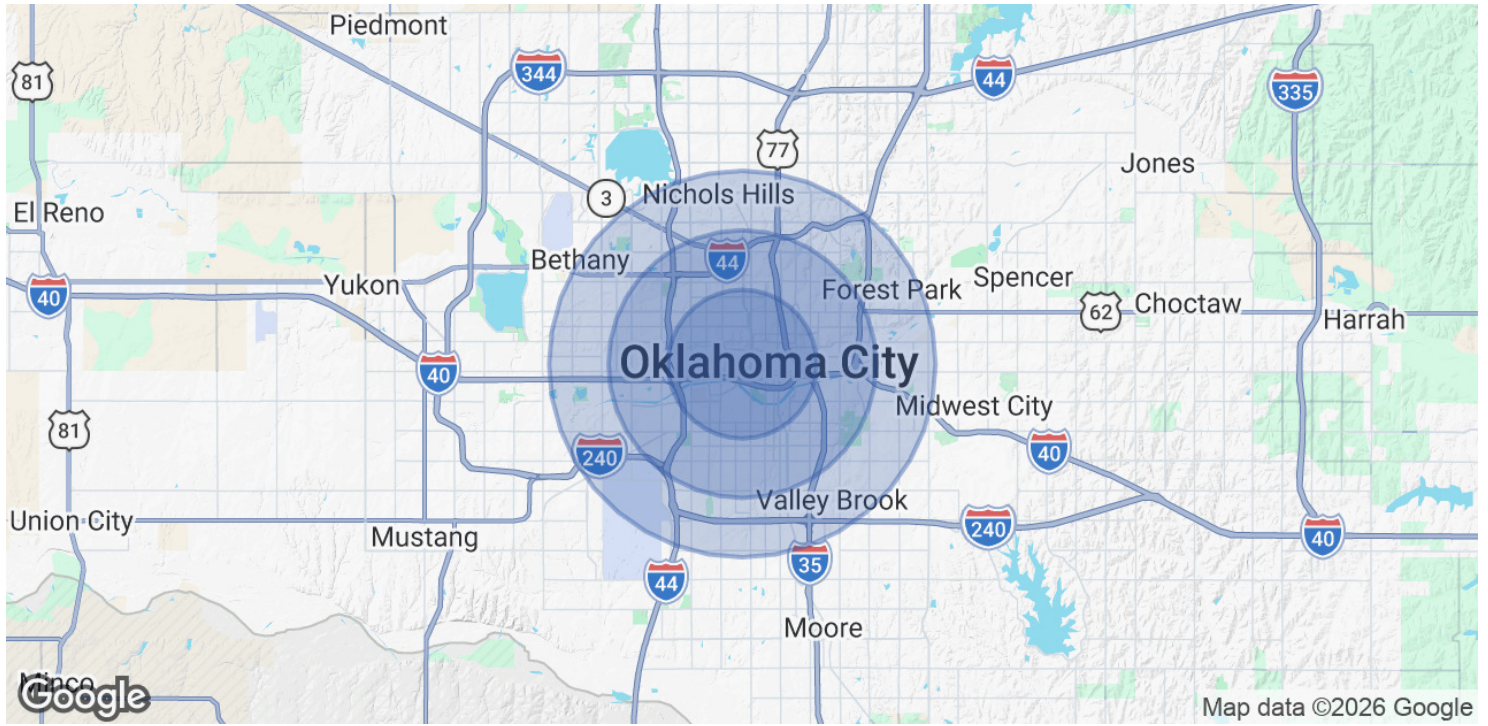 Piedmont
81
344
44
335
77
Jones
3
Nichols Hills
El Reno
Bethany
44
Yukon
40
Forest Park
Spencer
62
Choctaw
Harrah
Oklahoma City
40
Midwest City
81
240
40
Valley Brook
Union City
Mustang
240
40
44
35
Moore
Minco
Google
Map data ©2026 Google